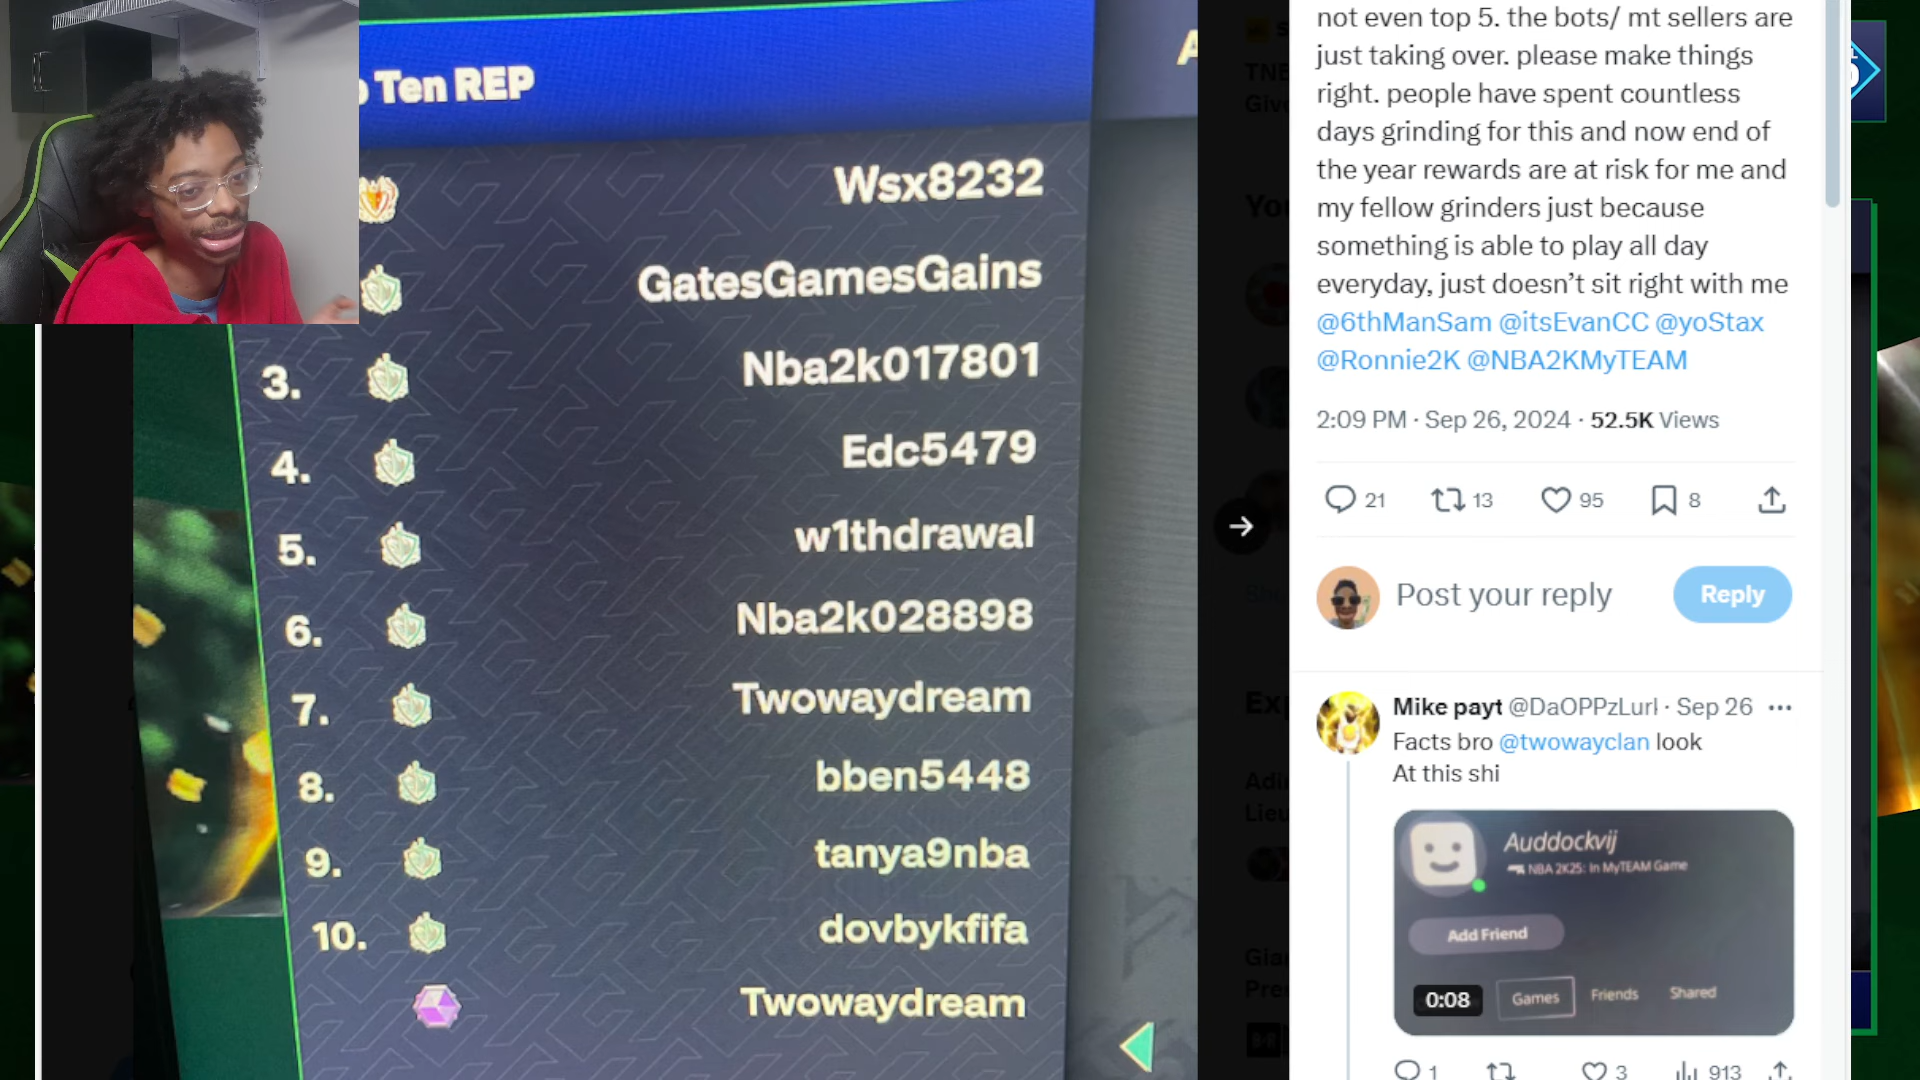 Ten REP
Wsx8232
GatesGamesGains
3. Nba2k017801
4. Edc5479
5. w1thdrawal
6. Nba2k028898
7. Twowaydream
8. bben5448
9. tanya9nba
10. dovbykfifa
Twowaydream
not even top 5. the bots/ mt sellers are
just taking over. please make things
right. people have spent countless
days grinding for this and now end of
the year rewards are at risk for me and
my fellow grinders just because
something is able to play all day
everyday, just doesn’t sit right with me
@6thManSam @itsEvanCC @yoStax
@Ronnie2K @NBA2KMyTEAM
2:09 PM · Sep 26, 2024 · 52.5K Views
21 13 95 8
Post your reply Reply
Mike payt @DaOPPzLurl · Sep 26 ···
Facts bro @twowayclan look
At this shi
Auddockvij
NBA 2K25: In MyTEAM Game
Add Friend
0:08 Games Friends Shared
1 3 913